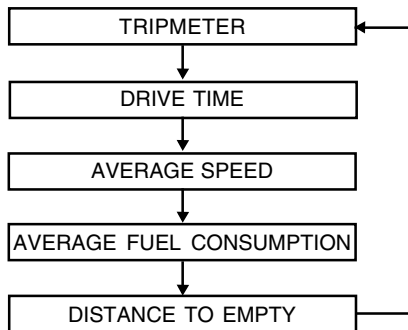 TRIPMETER
DRIVE TIME
AVERAGE SPEED
AVERAGE FUEL CONSUMPTION
DISTANCE TO EMPTY